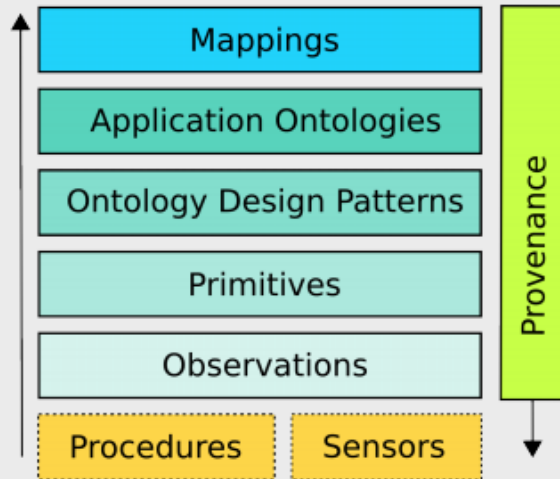 Mappings
Application Ontologies
Ontology Design Patterns
Primitives
Observations
Procedures
Sensors
Provenance